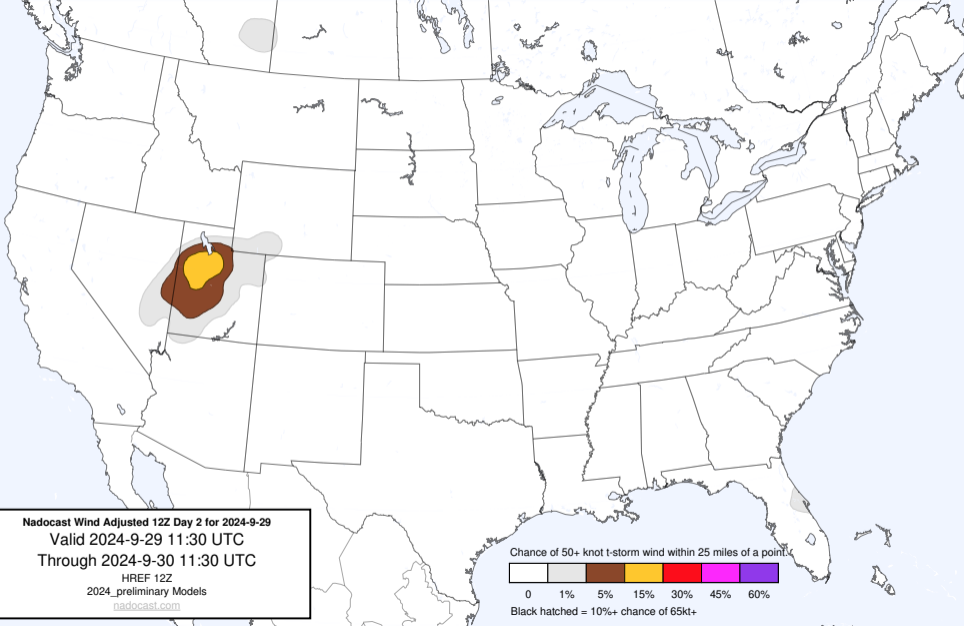 Nadocast Wind Adjusted 12Z Day 2 for 2024-9-29
Valid 2024-9-29 11:30 UTC
Through 2024-9-30 11:30 UTC
HREF 12Z
2024_preliminary Models
nadocast.com
Chance of 50+ knot t-storm wind within 25 miles of a point.
0 1% 5% 15% 30% 45% 60%
Black hatched = 10%+ chance of 65kt+